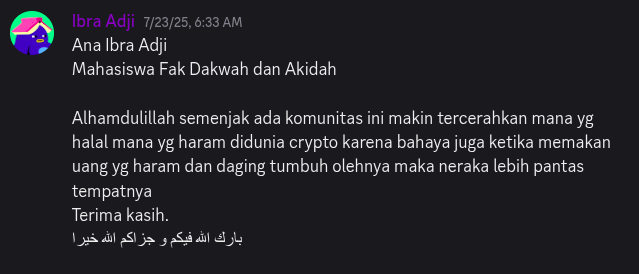 Ibra Adji 7/23/25, 6:33 AM
Ana Ibra Adji
Mahasiswa Fak Dakwah dan Akidah
Alhamdulillah semenjak ada komunitas ini makin tercerahkan mana yg
halal mana yg haram didunia crypto karena bahaya juga ketika memakan
uang yg haram dan daging tumbuh olehnya maka neraka lebih pantas
tempatnya
Terima kasih.
بارك الله فيكم و جزاكم الله خيرا